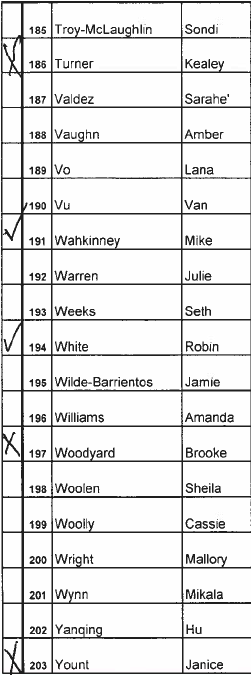 185 Troy-McLaughlin Sondi
186 Turner Kealey
187 Valdez Sarahe'
188 Vaughn Amber
189 Vo Lana
190 Vu Van
191 Wahkinney Mike
192 Warren Julie
193 Weeks Seth
194 White Robin
195 Wilde-Barrientos Jamie
196 Williams Amanda
197 Woodyard Brooke
198 Woolen Sheila
199 Woolly Cassie
200 Wright Mallory
201 Wynn Mikala
202 Yanqing Hu
203 Yount Janice